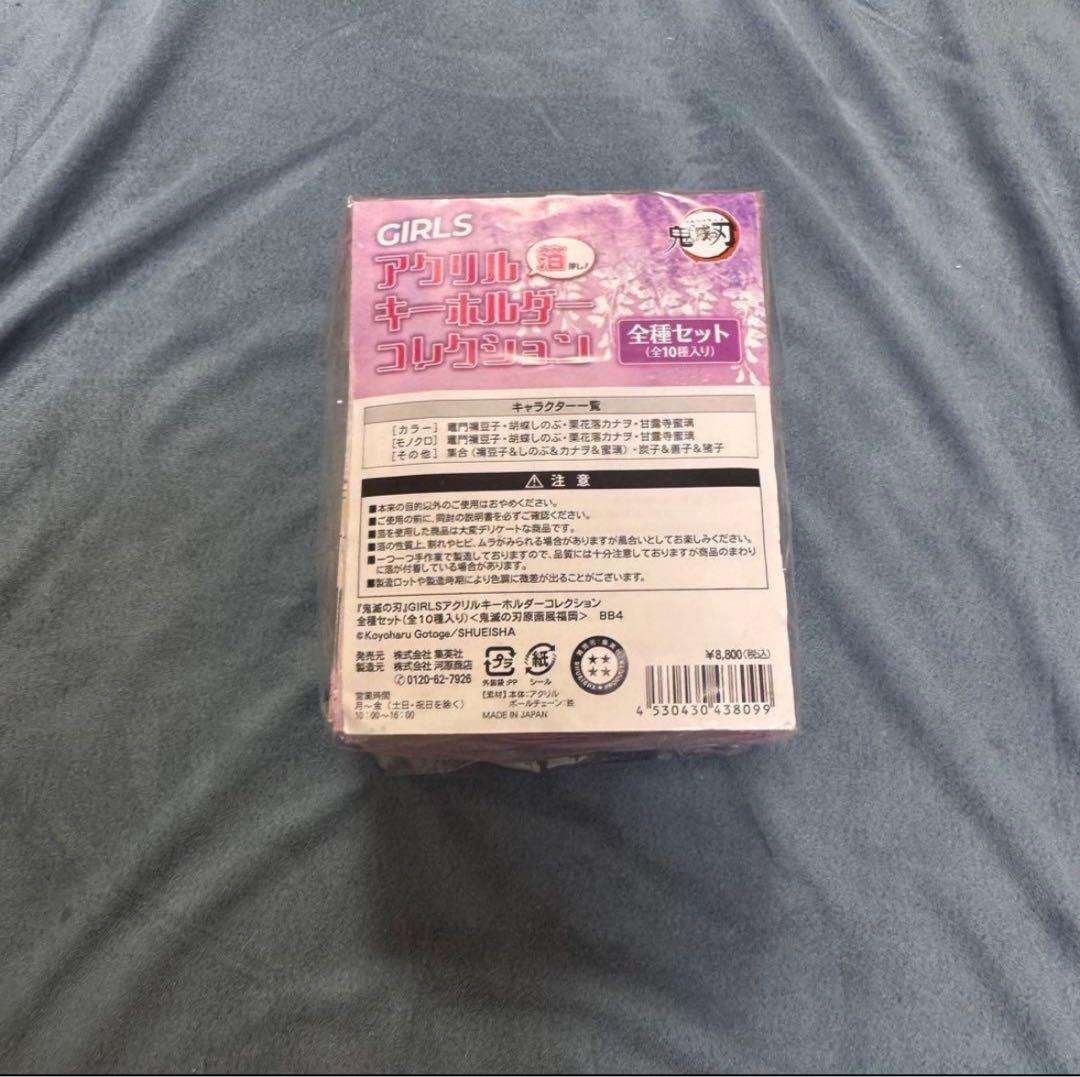 GIRLS
アクリル
箔押し!
キーホルダー
コレクション
鬼滅の刃
全種セット
(全10種入り)
キャラクター一覧
[カラー] 竈門禰豆子・胡蝶しのぶ・栗花落カナヲ・甘露寺蜜璃
[モノクロ] 竈門禰豆子・胡蝶しのぶ・栗花落カナヲ・甘露寺蜜璃
[その他] 集合(禰豆子&しのぶ&カナヲ&蜜璃)・炭子&善子&猪子
⚠ 注意
■本来の目的以外のご使用はおやめください。
■ご使用の前に、同封の説明書を必ずご確認ください。
■箔を使用した商品は大変デリケートな商品です。
■箔の性質上、割れやヒビ、ムラがみられる場合がありますが風合いとしてお楽しみください。
■一つ一つ手作業で製造しておりますので、品質には十分注意しておりますが商品のまわり
に箔が付着している場合があります。
■製造ロットや製造時期により色調に微差が出ることがございます。
『鬼滅の刃』GIRLSアクリルキーホルダーコレクション
全種セット(全10種入り)<鬼滅の刃原画展福岡> BB4
©Koyoharu Gotoge/SHUEISHA
発売元 株式会社 集英社
製造元 株式会社 河原商店
✆0120-62-7926
営業時間
月～金(土日・祝日を除く)
10:00～16:00
プラ
外装袋:PP
紙
シール
【素材】本体:アクリル
ボールチェーン:鉄
MADE IN JAPAN
¥8,800(税込)
4 530430 438099